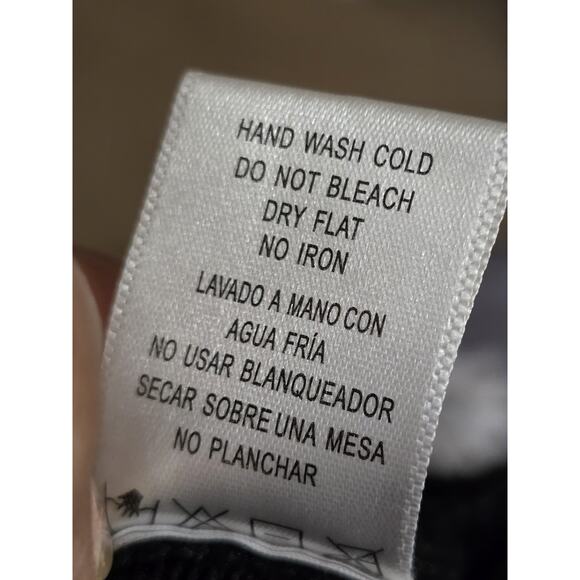 HAND WASH COLD
DO NOT BLEACH
DRY FLAT
NO IRON
LAVADO A MANO CON
AGUA FRÍA
NO USAR BLANQUEADOR
SECAR SOBRE UNA MESA
NO PLANCHAR